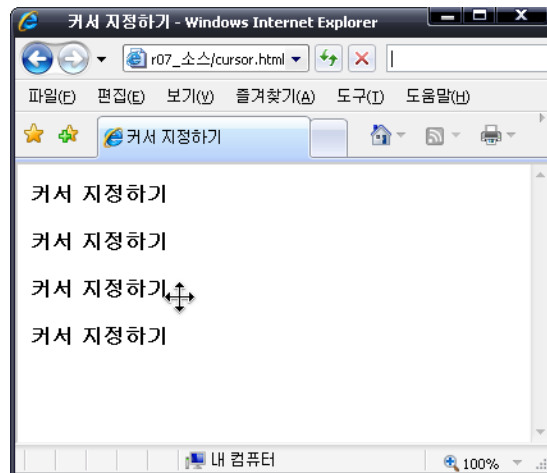 커서 지정하기 - Windows Internet Explorer
r07_소스/cursor.html
파일(F) 편집(E) 보기(V) 즐겨찾기(A) 도구(T) 도움말(H)
커서 지정하기
커서 지정하기
커서 지정하기
커서 지정하기
커서 지정하기
내 컴퓨터 100%